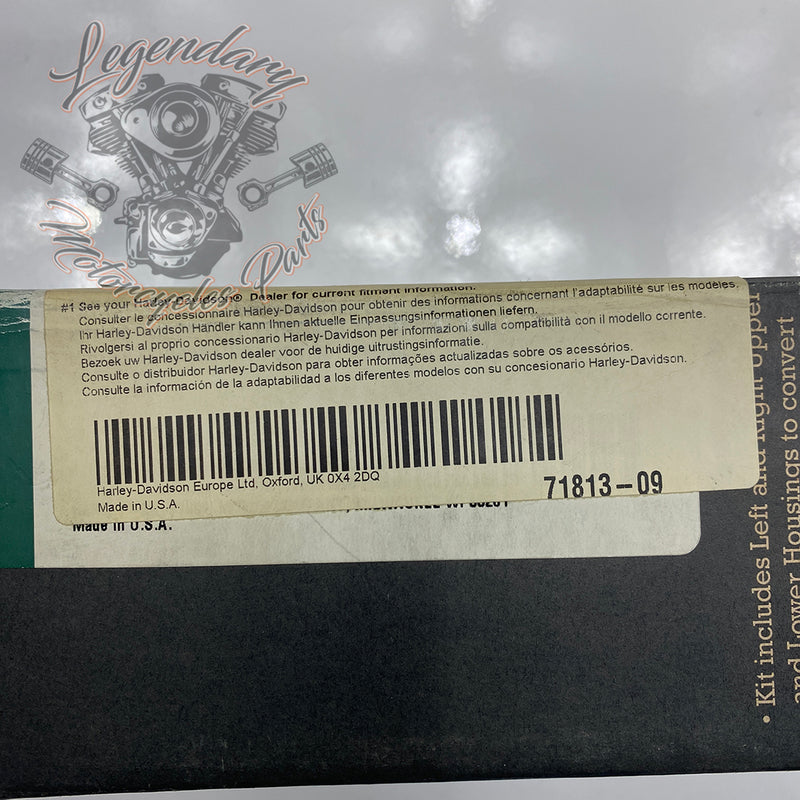 Legendary
Motorcycles Parts
#1 See your Harley-Davidson® Dealer for current fitment information.
Consulter le concessionnaire Harley-Davidson pour obtenir des informations concernant l'adaptabilité sur les modèles.
Ihr Harley-Davidson Händler kann Ihnen aktuelle Einpassungsinformationen liefern.
Rivolgersi al proprio concessionario Harley-Davidson per informazioni sulla compatibilità con il modello corrente.
Bezoek uw Harley-Davidson dealer voor de huidige uitrustingsinformatie.
Consulte o distribuidor Harley-Davidson para obter informações actualizadas sobre os acessórios.
Consulte la información de la adaptabilidad a los diferentes modelos con su concesionario Harley-Davidson.
Harley-Davidson Europe Ltd, Oxford, UK 0X4 2DQ
71813-09
Made in U.S.A.
Made in U.S.A.
• Kit includes Left and Right Upper
and Lower Housings to convert